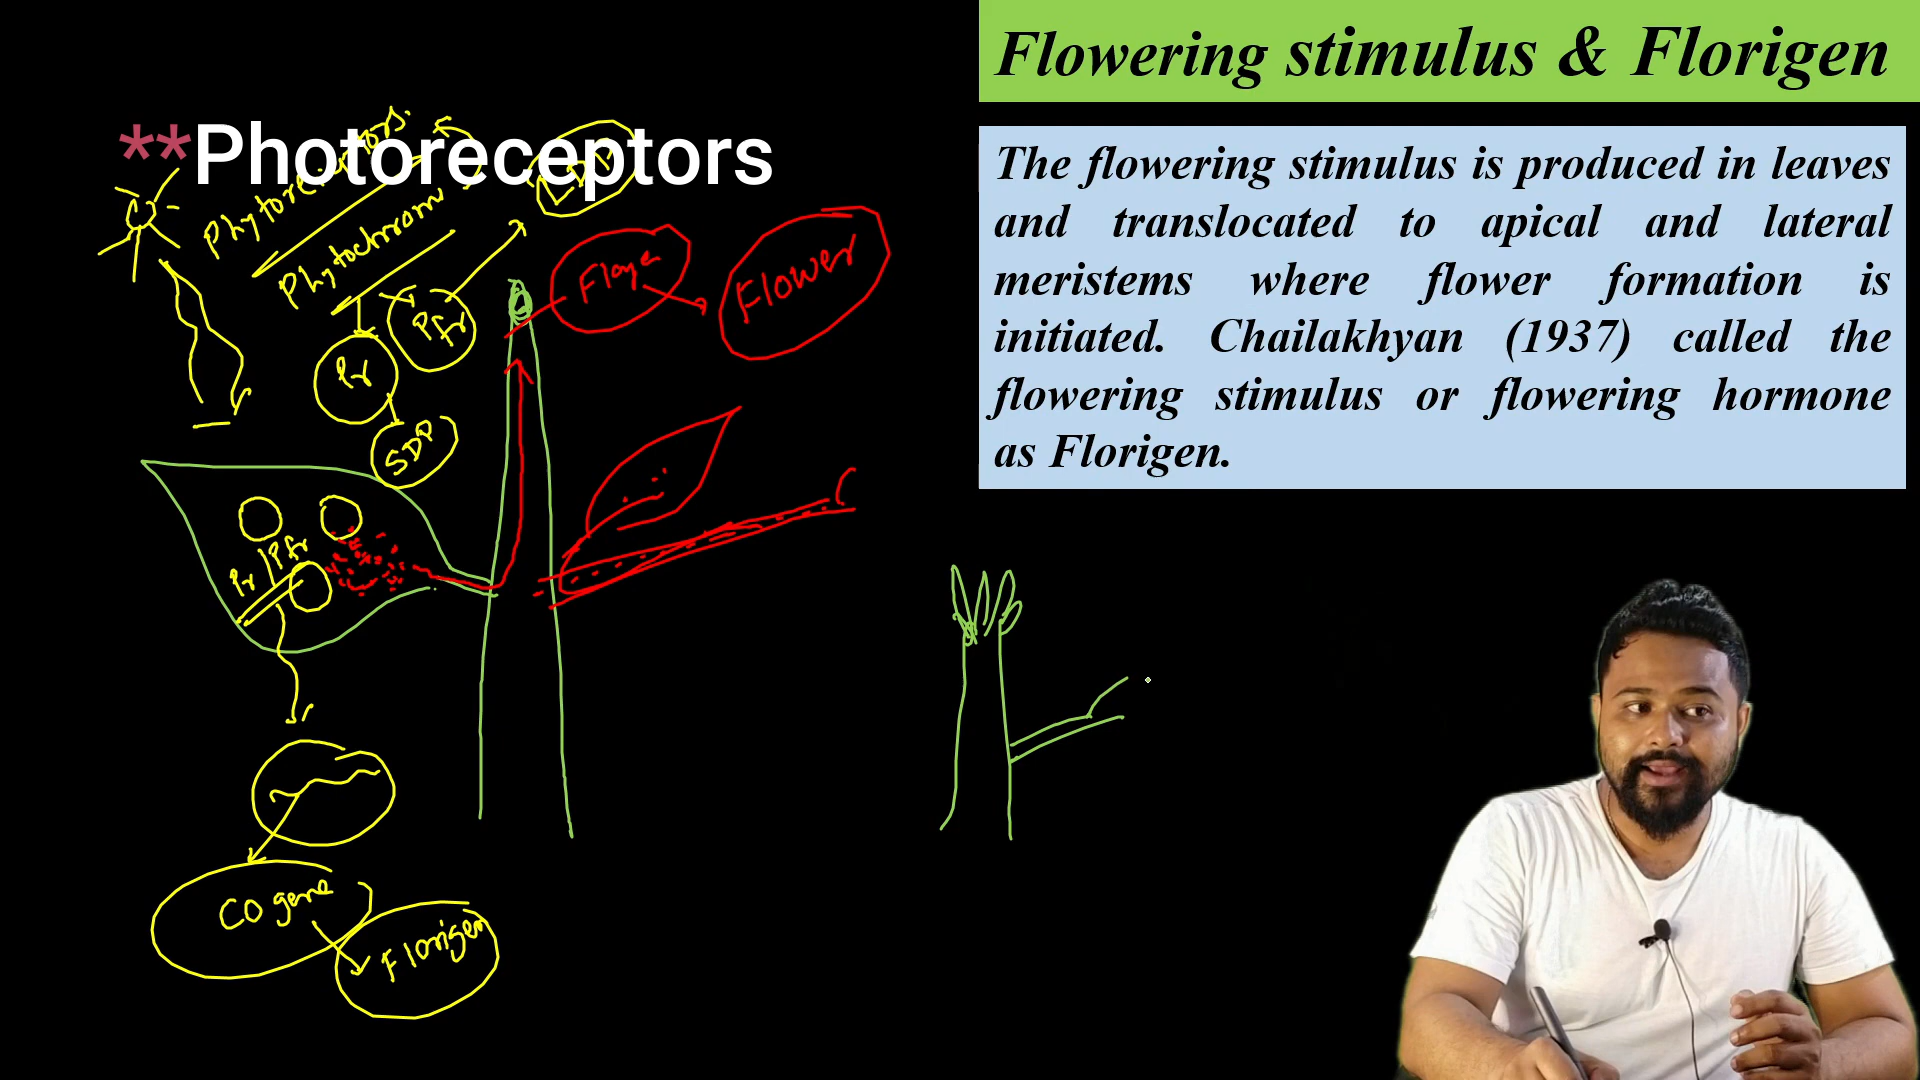 Flowering stimulus & Florigen
**Photoreceptors
The flowering stimulus is produced in leaves
and translocated to apical and lateral
meristems where flower formation is
initiated. Chailakhyan (1937) called the
flowering stimulus or flowering hormone
as Florigen.
Phytochrom
Pfr
Pr
SDP
Flower
Pr/Pfr
CO gene
Florigen